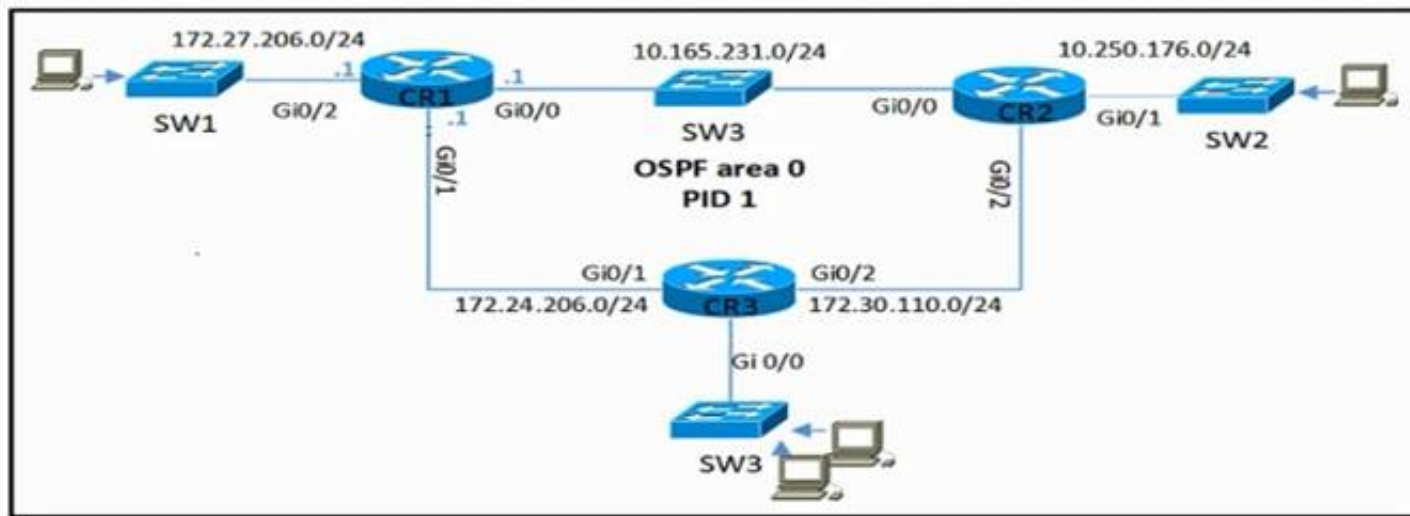 172.27.206.0/24
10.165.231.0/24
10.250.176.0/24
.1
CR1
.1
Gi0/2
Gi0/0
SW1
.1
Gi0/1
SW3
Gi0/0
CR2
Gi0/1
SW2
OSPF area 0
PID 1
Gi0/2
Gi0/1
Gi0/2
172.24.206.0/24
CR3
172.30.110.0/24
Gi 0/0
SW3